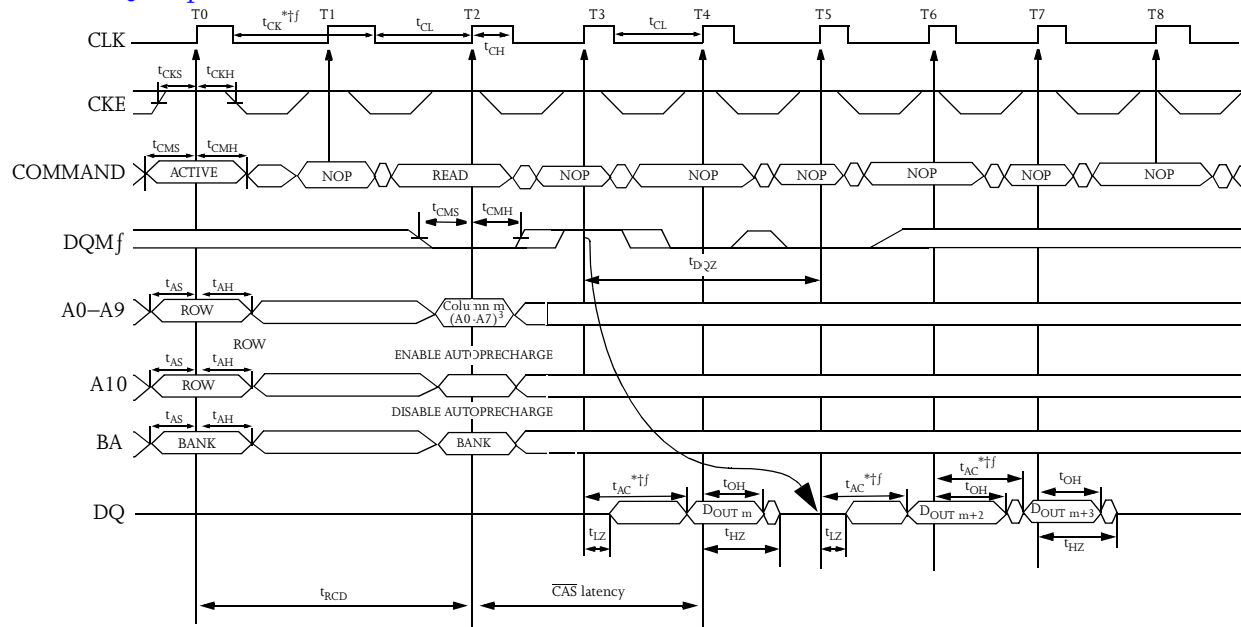 T0 T1 T2 T3 T4 T5 T6 T7 T8
CLK
tCK*†ƒ tCL tCH tCL
CKE
tCKS tCKH
COMMAND
tCMS tCMH
ACTIVE NOP READ NOP NOP NOP NOP NOP NOP
DQMƒ
tCMS tCMH
tDQZ
A0–A9
tAS tAH
ROW Column m
(A0-A7)3
ROW
ENABLE AUTOPRECHARGE
A10
tAS tAH
ROW
DISABLE AUTOPRECHARGE
BA
tAS tAH
BANK BANK
DQ
tAC*†ƒ tOH tAC*†ƒ tAC*†ƒ tOH tOH
DOUT m DOUT m+2 DOUT m+3
tLZ tHZ tLZ tHZ
tRCD CAS latency